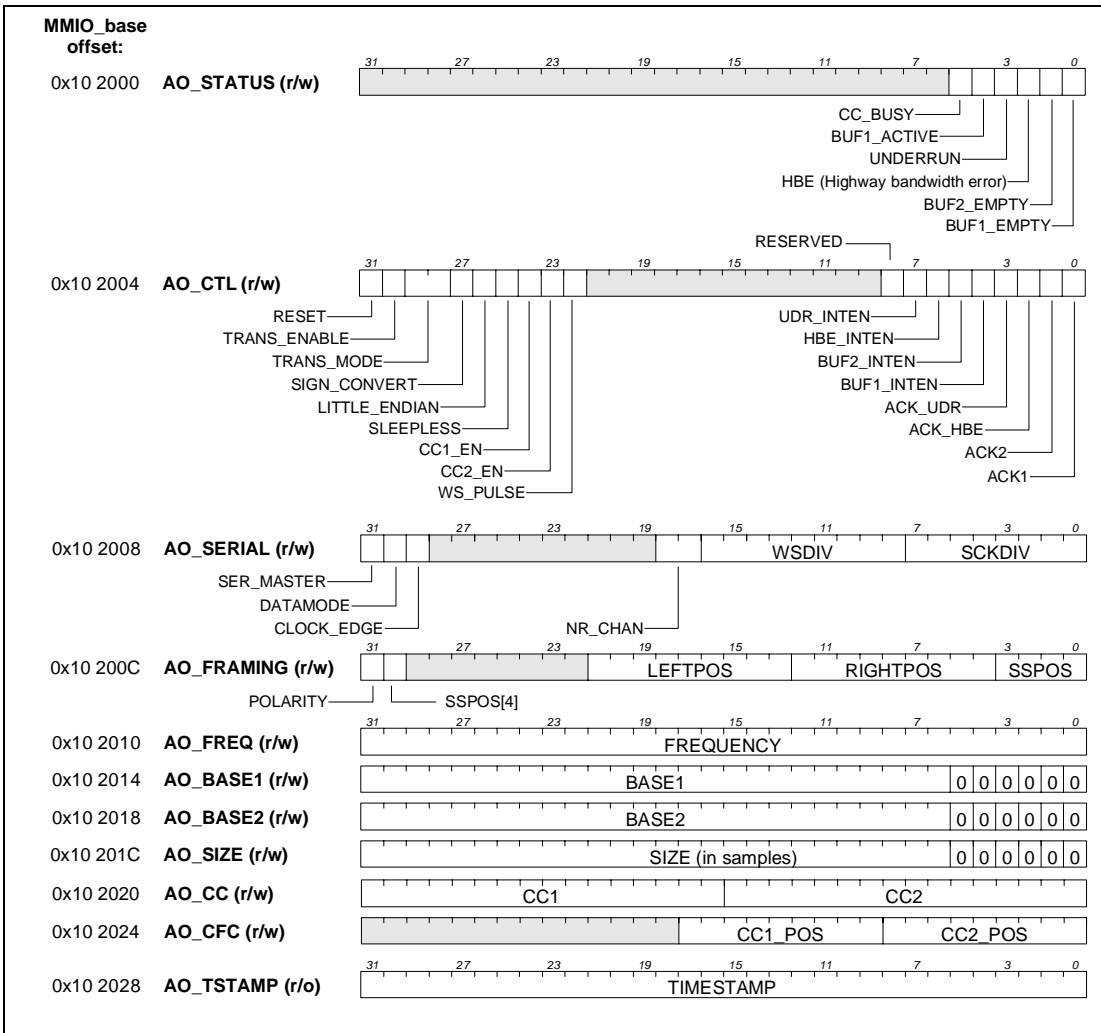 MMIO_base
offset:
31 27 23 19 15 11 7 3 0
0x10 2000 AO_STATUS (r/w)
CC_BUSY
BUF1_ACTIVE
UNDERRUN
HBE (Highway bandwidth error)
BUF2_EMPTY
BUF1_EMPTY
RESERVED
31 27 23 19 15 11 7 3 0
0x10 2004 AO_CTL (r/w)
RESET UDR_INTEN
TRANS_ENABLE HBE_INTEN
TRANS_MODE BUF2_INTEN
SIGN_CONVERT BUF1_INTEN
LITTLE_ENDIAN ACK_UDR
SLEEPLESS ACK_HBE
CC1_EN ACK2
CC2_EN ACK1
WS_PULSE
31 27 23 19 15 11 7 3 0
0x10 2008 AO_SERIAL (r/w) WSDIV SCKDIV
SER_MASTER
DATAMODE
CLOCK_EDGE NR_CHAN
31 27 23 19 15 11 7 3 0
0x10 200C AO_FRAMING (r/w) LEFTPOS RIGHTPOS SSPOS
POLARITY SSPOS[4]
31 27 23 19 15 11 7 3 0
0x10 2010 AO_FREQ (r/w) FREQUENCY
0x10 2014 AO_BASE1 (r/w) BASE1 0 0 0 0 0 0
0x10 2018 AO_BASE2 (r/w) BASE2 0 0 0 0 0 0
0x10 201C AO_SIZE (r/w) SIZE (in samples) 0 0 0 0 0 0
0x10 2020 AO_CC (r/w) CC1 CC2
0x10 2024 AO_CFC (r/w) CC1_POS CC2_POS
31 27 23 19 15 11 7 3 0
0x10 2028 AO_TSTAMP (r/o) TIMESTAMP